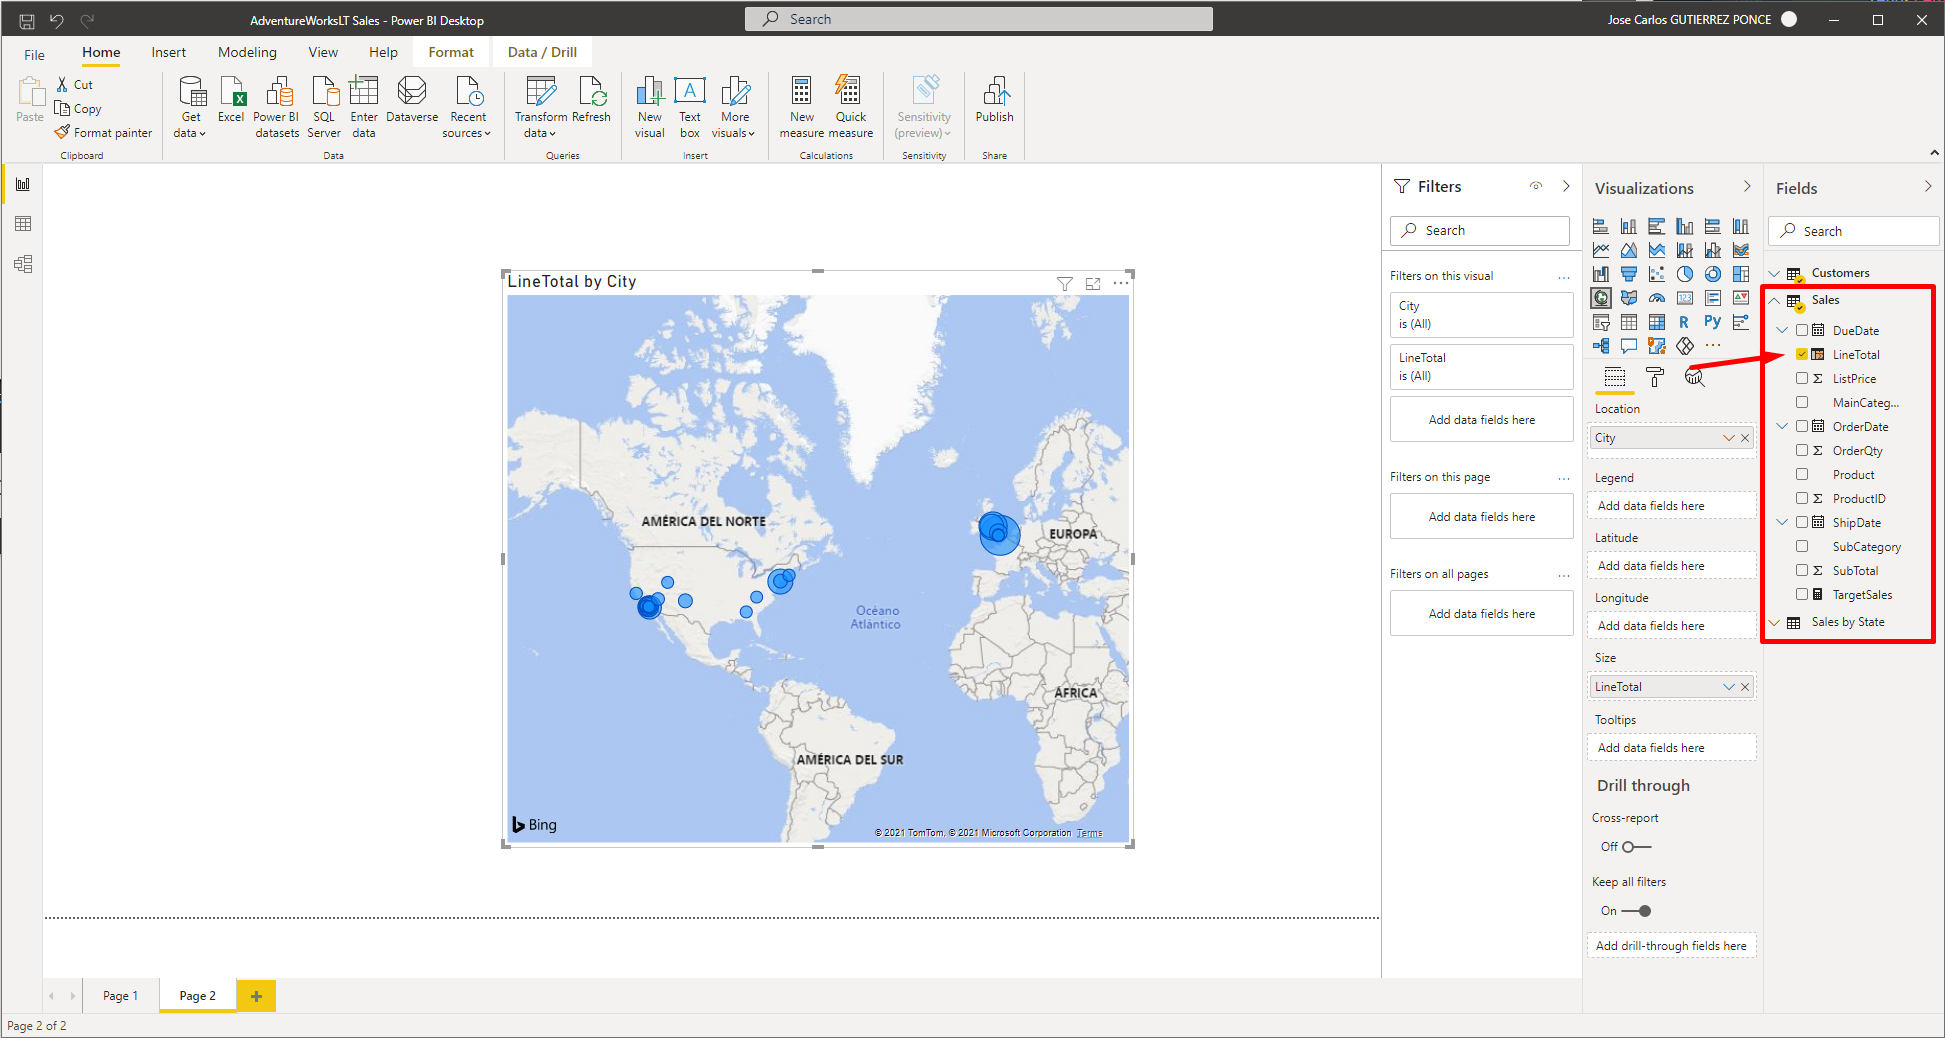 AdventureWorksLT Sales - Power BI Desktop
Search
Jose Carlos GUTIERREZ PONCE
File
Home
Insert
Modeling
View
Help
Format
Data / Drill
Paste
Cut
Copy
Format painter
Clipboard
Get data
Excel
Power BI datasets
SQL Server
Enter data
Dataverse
Recent sources
Data
Transform data
Refresh
Queries
New visual
Text box
More visuals
Insert
New measure
Quick measure
Calculations
Sensitivity (preview)
Sensitivity
Publish
Share
LineTotal by City
AMÉRICA DEL NORTE
EUROPA
Océano
Atlántico
ÁFRICA
AMÉRICA DEL SUR
Bing
© 2021 TomTom, © 2021 Microsoft Corporation Terms
Filters
Search
Filters on this visual ...
City
is (All)
LineTotal
is (All)
Add data fields here
Filters on this page ...
Add data fields here
Filters on all pages ...
Add data fields here
Visualizations
123
R
Py
...
Location
City
Legend
Add data fields here
Latitude
Add data fields here
Longitude
Add data fields here
Size
LineTotal
Tooltips
Add data fields here
Drill through
Cross-report
Off
Keep all filters
On
Add drill-through fields here
Fields
Search
Customers
Sales
DueDate
LineTotal
Σ ListPrice
MainCateg...
OrderDate
Σ OrderQty
Product
Σ ProductID
ShipDate
SubCategory
Σ SubTotal
TargetSales
Sales by State
Page 1
Page 2
+
Page 2 of 2